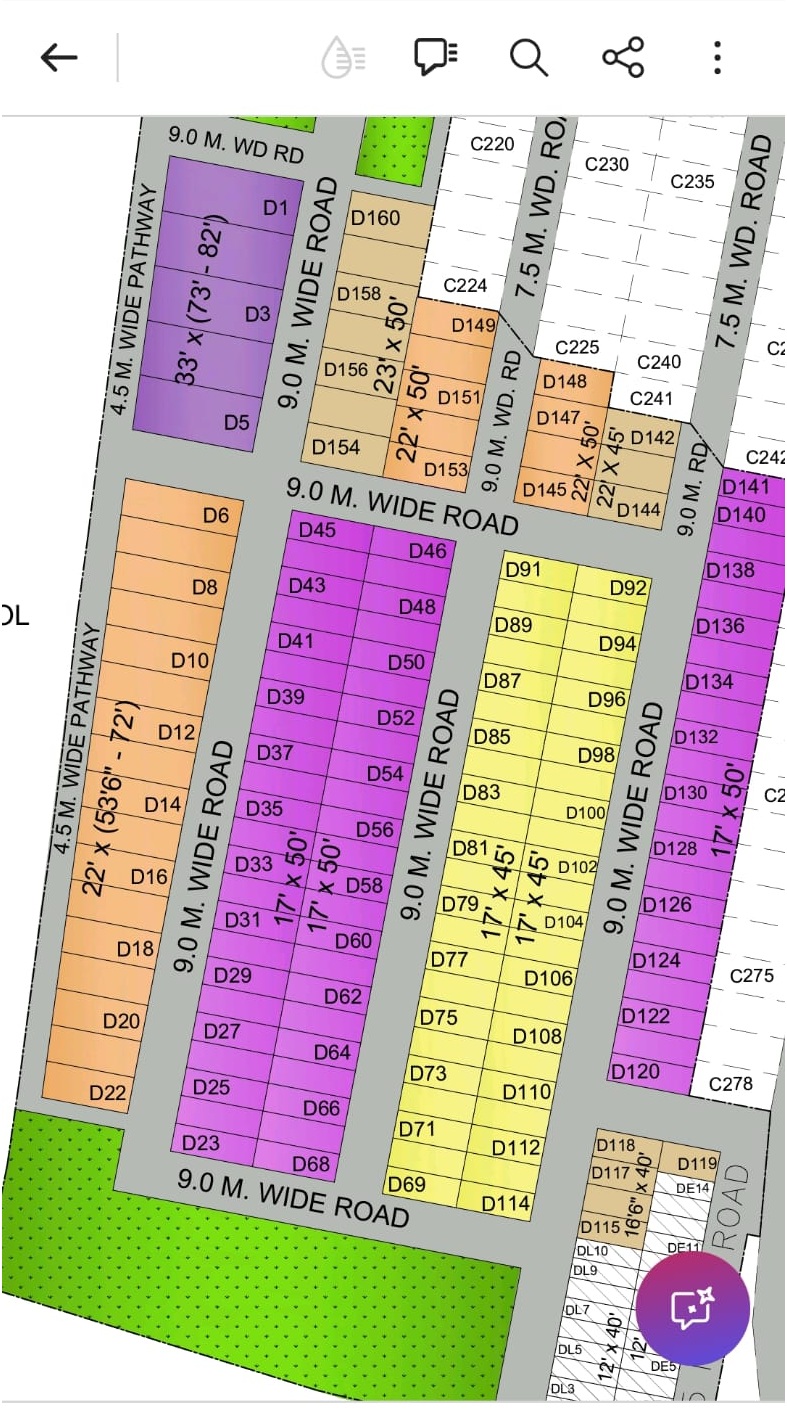 9.0 M. WD RD
C220
7.5 M. WD. RO
C230
C235
7.5 M. WD. ROAD
4.5 M. WIDE PATHWAY
D1
D3
D5
33' x (73' - 82')
9.0 M. WIDE ROAD
D160
D158
D156
D154
23' x 50'
C224
D149
D151
D153
22' x 50'
9.0 M. WD. RD
C225
C240
C241
C242
D148
D147
D145
22' X 50'
22' X 45'
D142
D144
9.0 M. RD
9.0 M. WIDE ROAD
D141
D140
D138
D136
D134
D132
D130
D128
D126
D124
D122
D120
17' x 50'
C275
C278
OL
4.5 M. WIDE PATHWAY
D6
D8
D10
D12
D14
D16
D18
D20
D22
22' x (53'6" - 72')
9.0 M. WIDE ROAD
D45
D43
D41
D39
D37
D35
D33
D31
D29
D27
D25
D23
17' x 50'
17' x 50'
D46
D48
D50
D52
D54
D56
D58
D60
D62
D64
D66
D68
9.0 M. WIDE ROAD
D91
D89
D87
D85
D83
D81
D79
D77
D75
D73
D71
D69
17' x 45'
17' x 45'
D92
D94
D96
D98
D100
D102
D104
D106
D108
D110
D112
D114
9.0 M. WIDE ROAD
9.0 M. WIDE ROAD
D118
D117
D115
16'6" x 40'
D119
DE14
DE11
DE5
ROAD
DL10
DL9
DL7
DL5
DL3
12' x 40'
12'